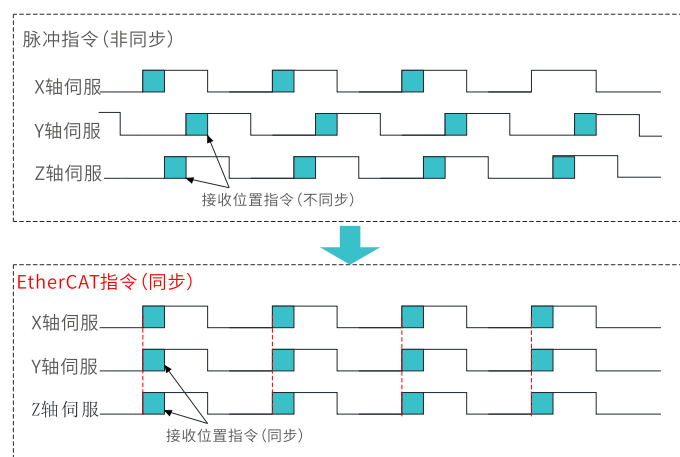 脉冲指令(非同步)
X轴伺服
Y轴伺服
Z轴伺服
接收位置指令(不同步)
EtherCAT指令(同步)
X轴伺服
Y轴伺服
Z轴伺服
接收位置指令(同步)